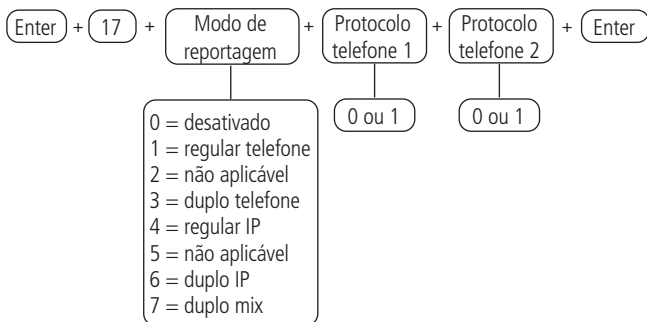 Enter + 17 + Modo de reportagem + Protocolo telefone 1 + Protocolo telefone 2 + Enter
0 = desativado
1 = regular telefone
2 = não aplicável
3 = duplo telefone
4 = regular IP
5 = não aplicável
6 = duplo IP
7 = duplo mix
0 ou 1
0 ou 1